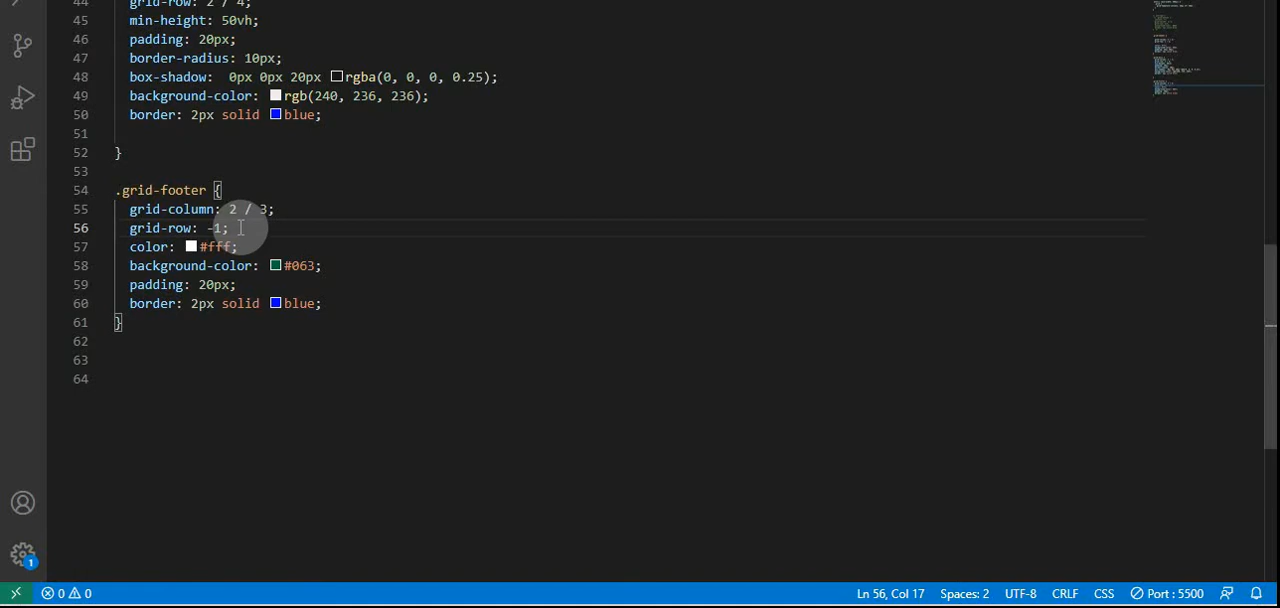 44 grid-row: 2 / 4;
45 min-height: 50vh;
46 padding: 20px;
47 border-radius: 10px;
48 box-shadow:  0px 0px 20px rgba(0, 0, 0, 0.25);
49 background-color: rgb(240, 236, 236);
50 border: 2px solid blue;
51
52 }
53
54 .grid-footer {
55 grid-column: 2 / 3;
56 grid-row: -1;
57 color: #fff;
58 background-color: #063;
59 padding: 20px;
60 border: 2px solid blue;
61 }
62
63
64
1
0 0 Ln 56, Col 17 Spaces: 2 UTF-8 CRLF CSS Port : 5500